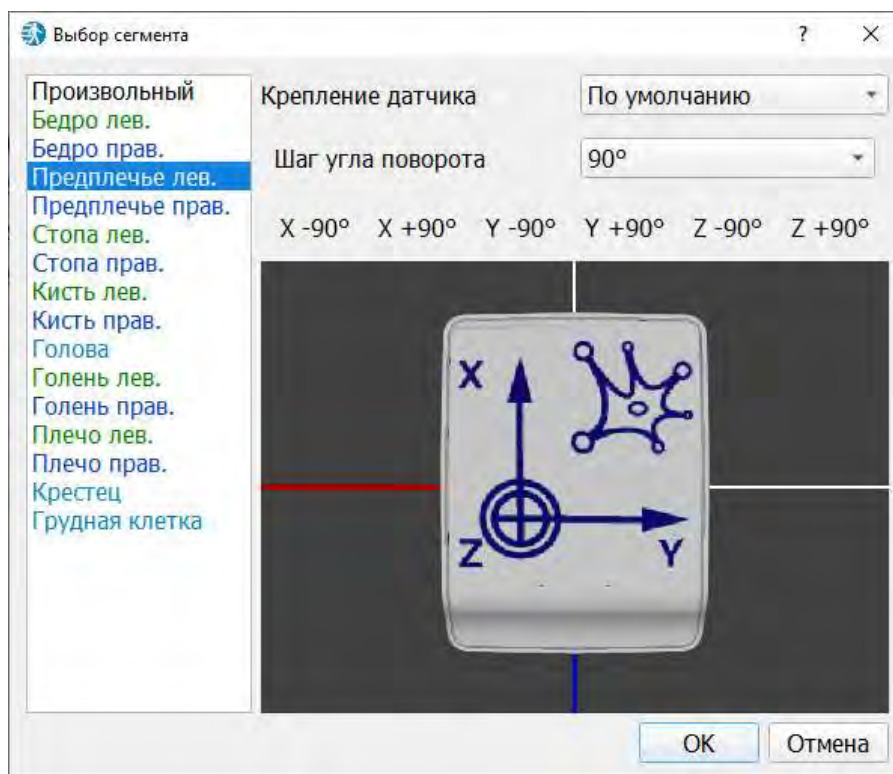 Выбор сегмента ?
Произвольный
Бедро лев.
Бедро прав.
Предплечье лев.
Предплечье прав.
Стопа лев.
Стопа прав.
Кисть лев.
Кисть прав.
Голова
Голень лев.
Голень прав.
Плечо лев.
Плечо прав.
Крестец
Грудная клетка
Крепление датчика По умолчанию
Шаг угла поворота 90°
X -90° X +90° Y -90° Y +90° Z -90° Z +90°
X
Z Y
OK Отмена